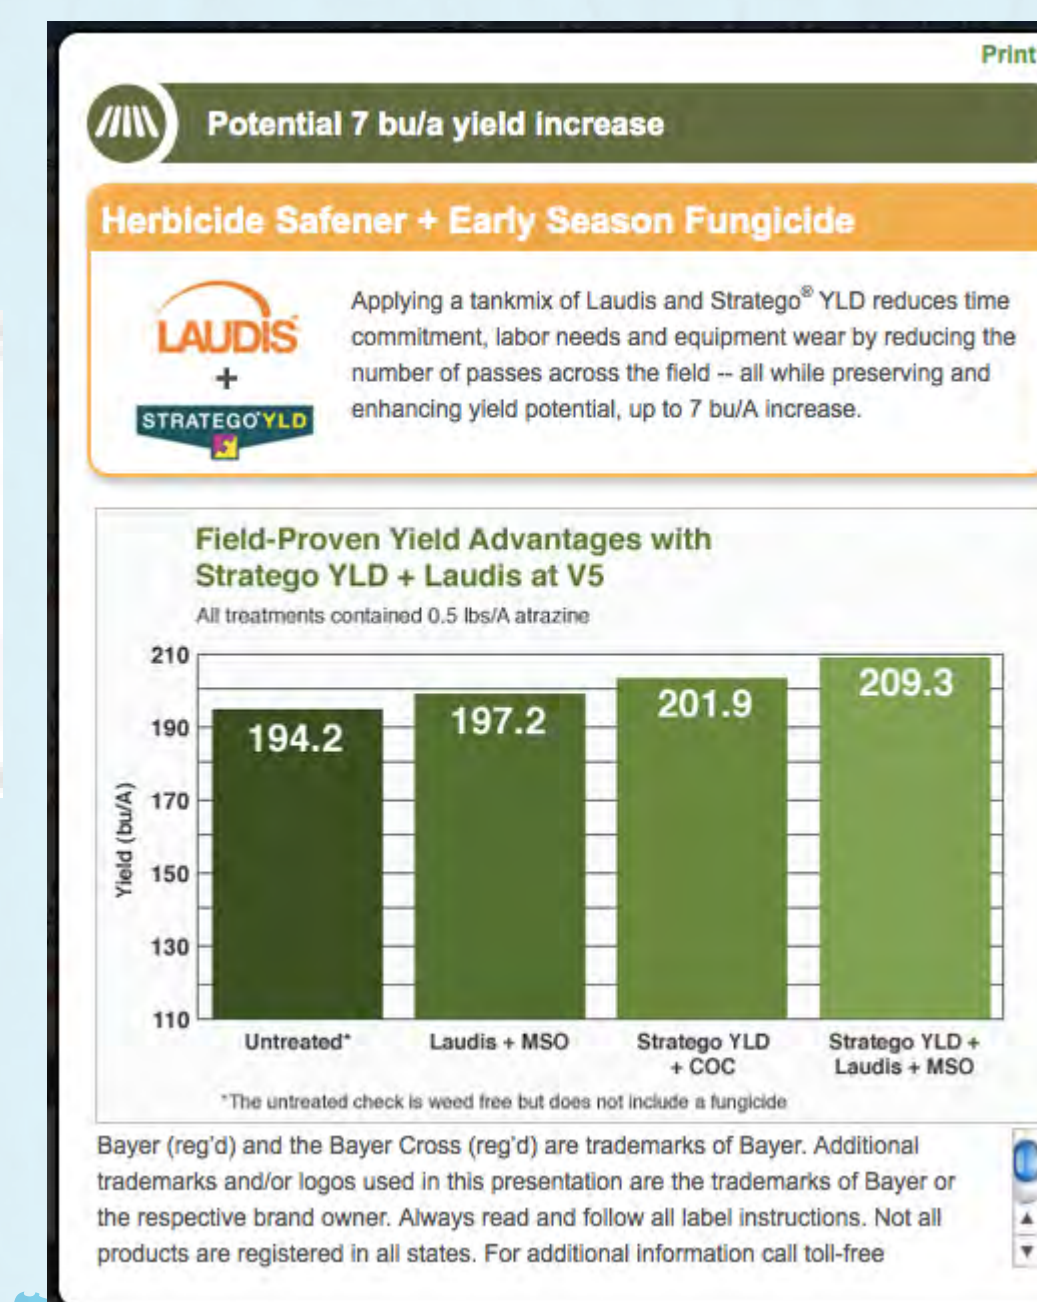 Print
Potential 7 bu/a yield increase
Herbicide Safener + Early Season Fungicide
LAUDIS™
+
STRATEGO® YLD
Applying a tankmix of Laudis and Stratego® YLD reduces time
commitment, labor needs and equipment wear by reducing the
number of passes across the field -- all while preserving and
enhancing yield potential, up to 7 bu/A increase.
Field-Proven Yield Advantages with
Stratego YLD + Laudis at V5
All treatments contained 0.5 lbs/A atrazine
Yield (bu/A)
210
190
170
150
130
110
194.2
197.2
201.9
209.3
Untreated*
Laudis + MSO
Stratego YLD
+ COC
Stratego YLD +
Laudis + MSO
*The untreated check is weed free but does not include a fungicide
Bayer (reg'd) and the Bayer Cross (reg'd) are trademarks of Bayer. Additional
trademarks and/or logos used in this presentation are the trademarks of Bayer or
the respective brand owner. Always read and follow all label instructions. Not all
products are registered in all states. For additional information call toll-free